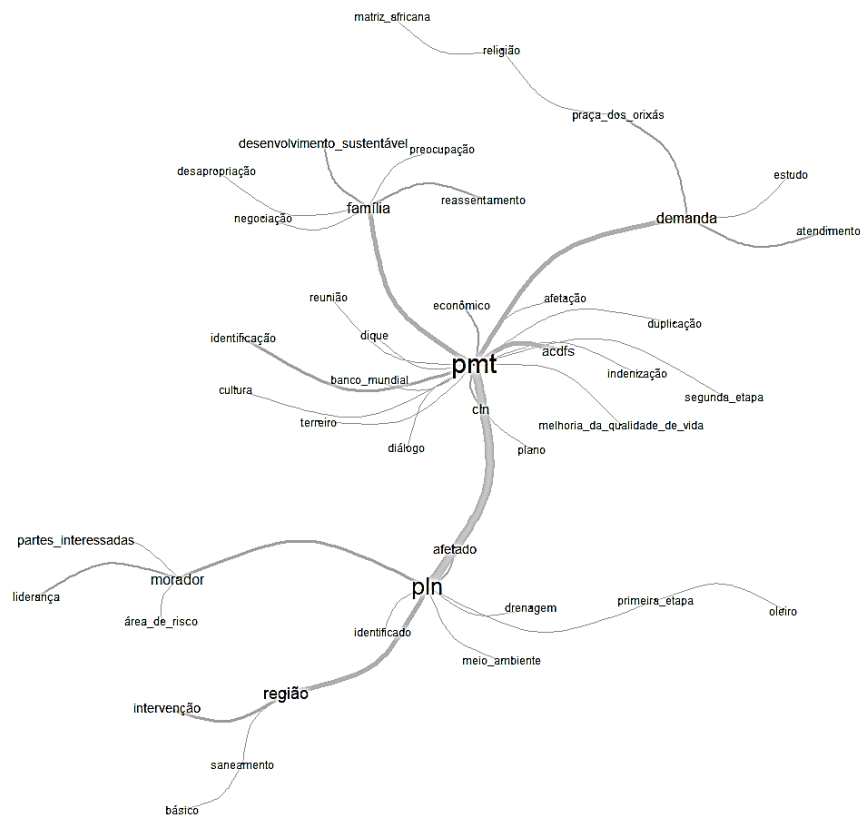 matriz_africana
religião
praça_dos_orixás
desenvolvimento_sustentável
preocupação
desapropriação
estudo
reassentamento
família
negociação
demanda
atendimento
reunião
econômico
afetação
duplicação
identificação
dique
acdfs
pmt
indenização
banco_mundial
cultura
segunda_etapa
cln
terreiro
melhoria_da_qualidade_de_vida
diálogo
plano
partes_interessadas
afetado
morador
pln
liderança
primeira_etapa
drenagem
oleiro
área_de_risco
identificado
meio_ambiente
região
intervenção
saneamento
básico